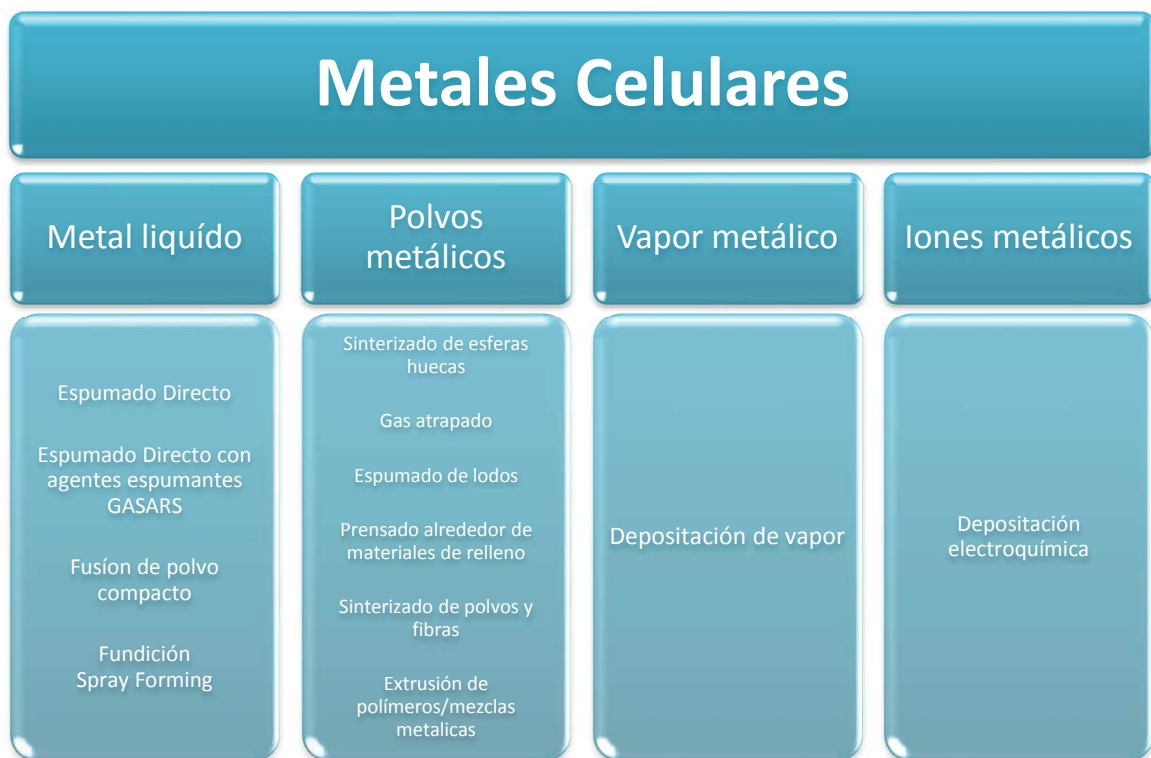 Metales Celulares
Metal liquído
Polvos
metálicos
Vapor metálico
Iones metálicos
Espumado Directo
Espumado Directo con
agentes espumantes
GASARS
Fusíon de polvo
compacto
Fundición
Spray Forming
Sinterizado de esferas
huecas
Gas atrapado
Espumado de lodos
Prensado alrededor de
materiales de relleno
Sinterizado de polvos y
fibras
Extrusión de
polímeros/mezclas
metalicas
Depositación de vapor
Depositación
electroquímica